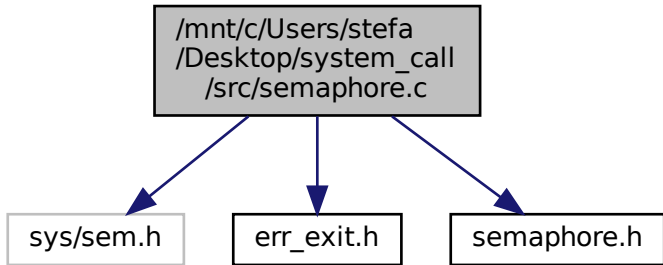 /mnt/c/Users/stefa
/Desktop/system_call
/src/semaphore.c
sys/sem.h
err_exit.h
semaphore.h